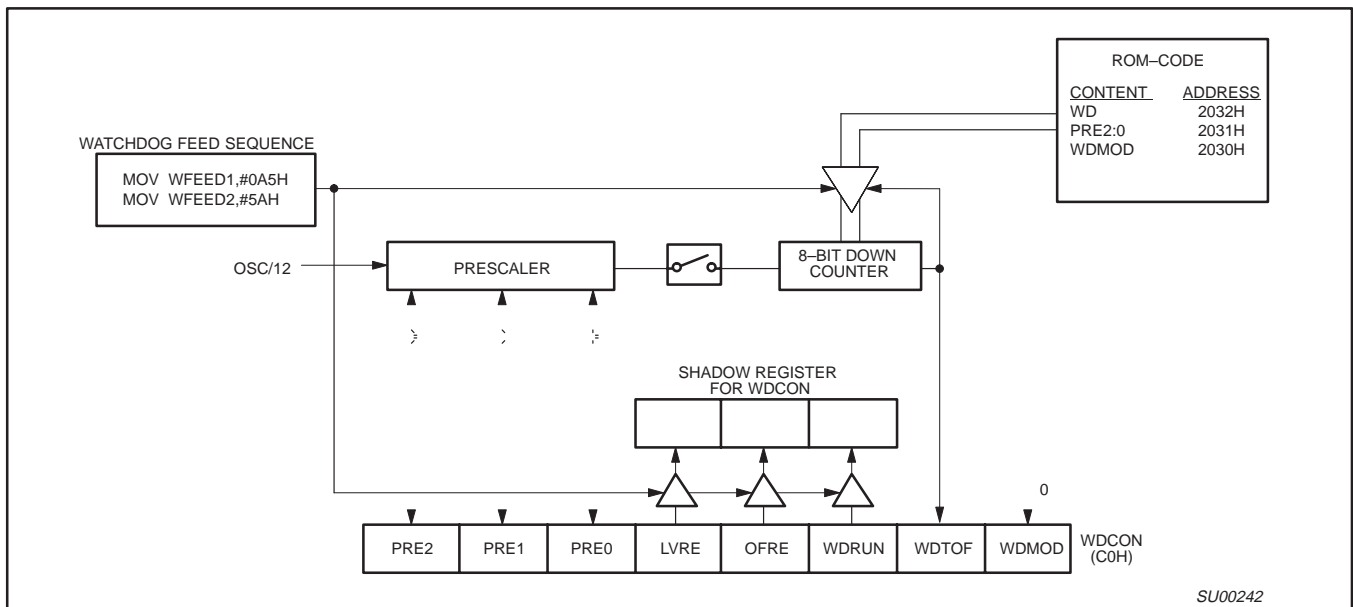 ROM–CODE
CONTENT ADDRESS
WD 2032H
PRE2:0 2031H
WDMOD 2030H
WATCHDOG FEED SEQUENCE
MOV WFEED1,#0A5H
MOV WFEED2,#5AH
OSC/12
PRESCALER
8–BIT DOWN
COUNTER
SHADOW REGISTER
FOR WDCON
0
PRE2 PRE1 PRE0 LVRE OFRE WDRUN WDTOF WDMOD
WDCON
(C0H)
SU00242